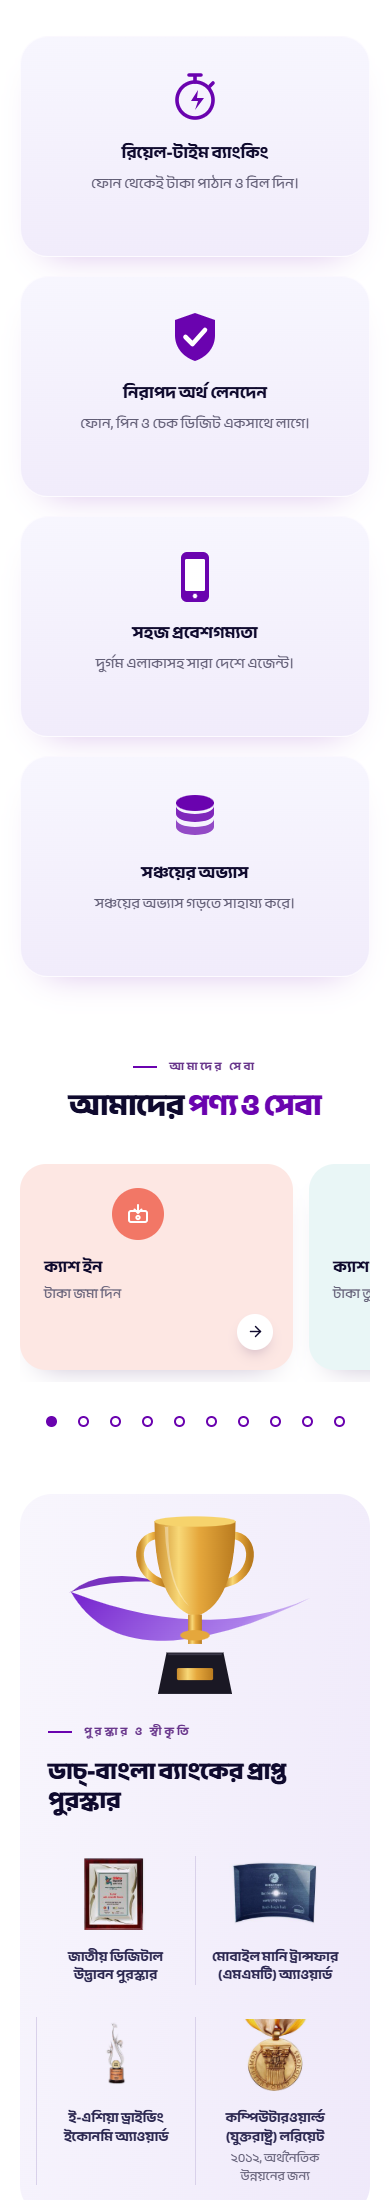 রিয়েল-টাইম ব্যাংকিং
ফোন থেকেই টাকা পাঠান ও বিল দিন।
নিরাপদ অর্থ লেনদেন
ফোন, পিন ও চেক ডিজিট একসাথে লাগে।
সহজ প্রবেশগম্যতা
দুর্গম এলাকাসহ সারা দেশে এজেন্ট।
সঞ্চয়ের অভ্যাস
সঞ্চয়ের অভ্যাস গড়তে সাহায্য করে।
আমাদের সেবা
আমাদের পণ্য ও সেবা
ক্যাশ ইন
টাকা জমা দিন
ক্যাশ
টাকা
পুরস্কার ও স্বীকৃতি
ডাচ্-বাংলা ব্যাংকের প্রাপ্ত
পুরস্কার
জাতীয় ডিজিটাল
উদ্ভাবন পুরস্কার
মোবাইল মানি ট্রান্সফার
(এমএমটি) অ্যাওয়ার্ড
ই-এশিয়া ড্রাইভিং
ইকোনমি অ্যাওয়ার্ড
কম্পিউটারওয়ার্ল্ড
(যুক্তরাষ্ট্র) লরিয়েট
২০১২, অর্থনৈতিক
উন্নয়নের জন্য